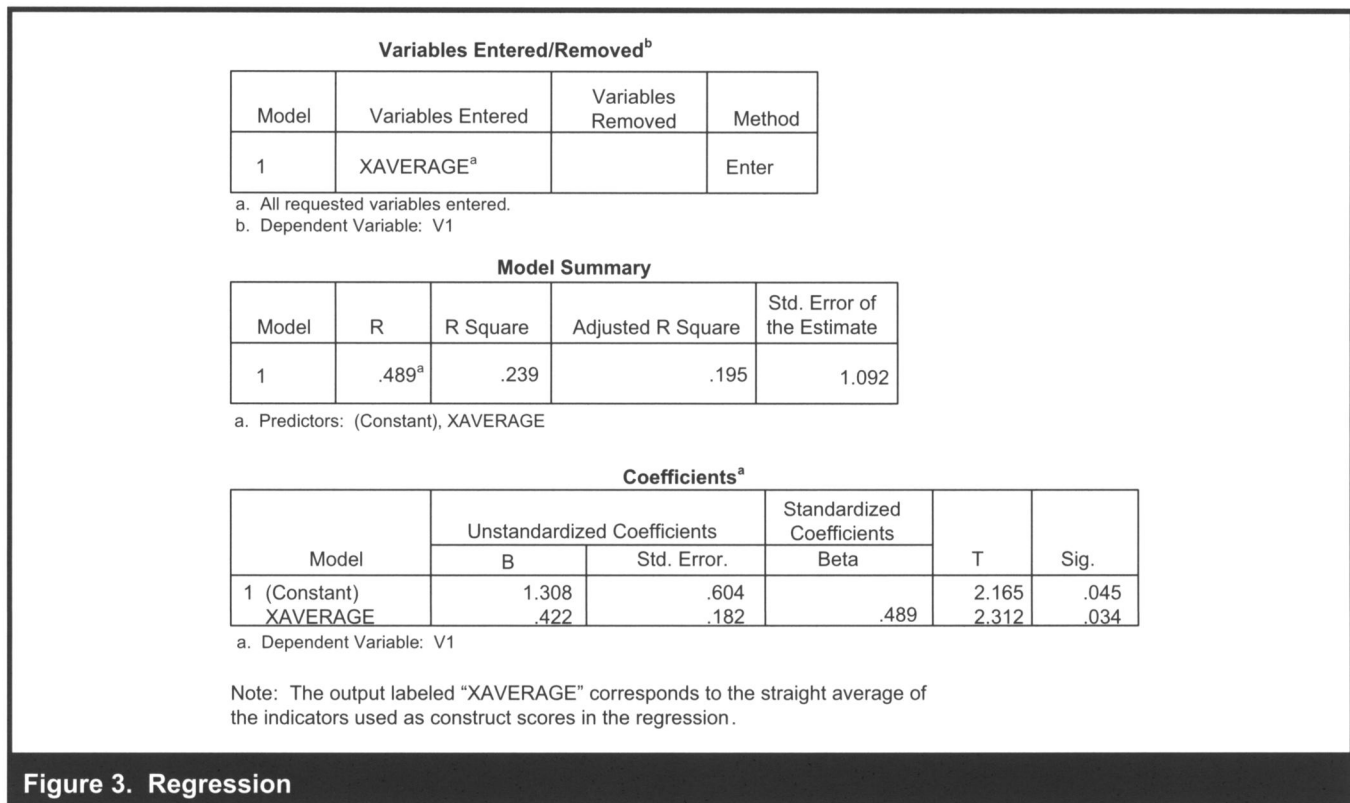 Variables Entered/Removedb
Model Variables Entered Variables Removed Method
1 XAVERAGEa Enter
a. All requested variables entered.
b. Dependent Variable: V1
Model Summary
Model R R Square Adjusted R Square Std. Error of the Estimate
1 .489a .239 .195 1.092
a. Predictors: (Constant), XAVERAGE
Coefficientsa
Model Unstandardized Coefficients Standardized Coefficients T Sig.
B Std. Error. Beta
1 (Constant) 1.308 .604 2.165 .045
XAVERAGE .422 .182 .489 2.312 .034
a. Dependent Variable: V1
Note: The output labeled “XAVERAGE” corresponds to the straight average of
the indicators used as construct scores in the regression.
Figure 3. Regression